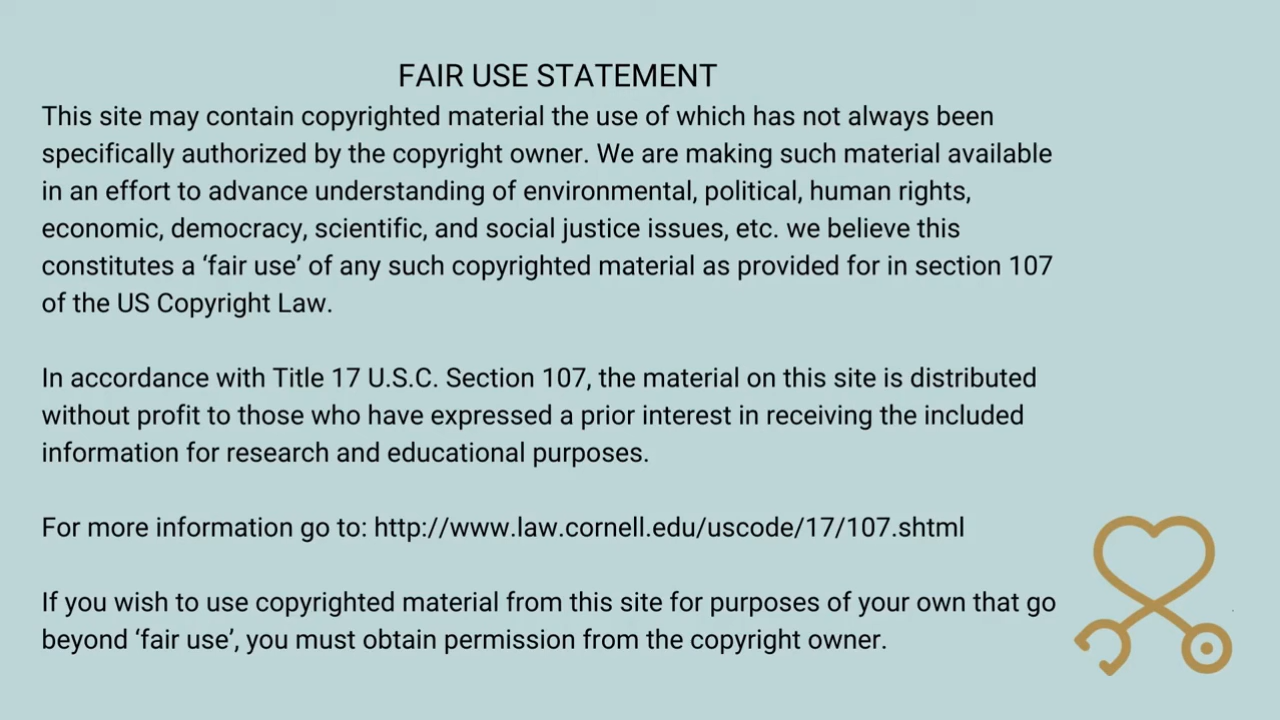 FAIR USE STATEMENT
This site may contain copyrighted material the use of which has not always been
specifically authorized by the copyright owner. We are making such material available
in an effort to advance understanding of environmental, political, human rights,
economic, democracy, scientific, and social justice issues, etc. we believe this
constitutes a ‘fair use’ of any such copyrighted material as provided for in section 107
of the US Copyright Law.
In accordance with Title 17 U.S.C. Section 107, the material on this site is distributed
without profit to those who have expressed a prior interest in receiving the included
information for research and educational purposes.
For more information go to: http://www.law.cornell.edu/uscode/17/107.shtml
If you wish to use copyrighted material from this site for purposes of your own that go
beyond ‘fair use’, you must obtain permission from the copyright owner.